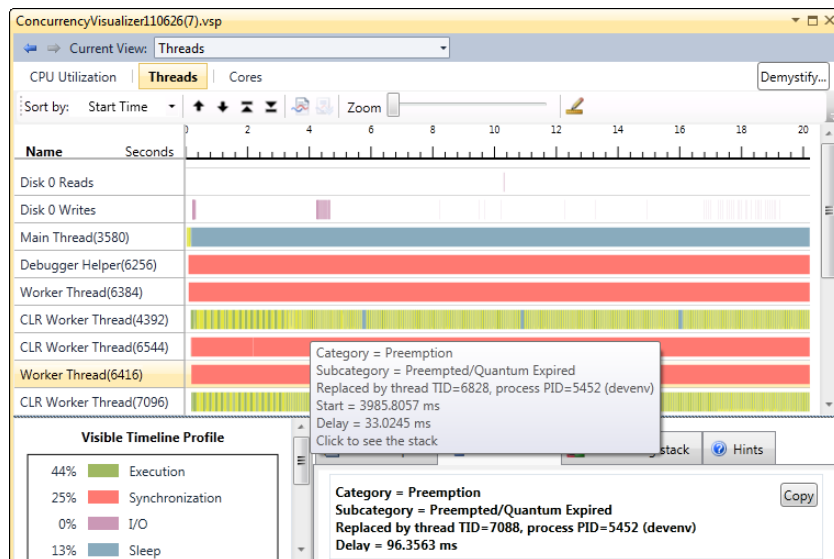 ConcurrencyVisualizer110626(7).vsp
Current View: Threads
CPU Utilization Threads Cores Demystify...
Sort by: Start Time Zoom
0 2 4 6 8 10 12 14 16 18 20
Name Seconds
Disk 0 Reads
Disk 0 Writes
Main Thread(3580)
Debugger Helper(6256)
Worker Thread(6384)
CLR Worker Thread(4392)
CLR Worker Thread(6544)
Worker Thread(6416)
CLR Worker Thread(7096)
Category = Preemption
Subcategory = Preempted/Quantum Expired
Replaced by thread TID=6828, process PID=5452 (devenv)
Start = 3985.8057 ms
Delay = 33.0245 ms
Click to see the stack
Visible Timeline Profile
44% Execution
25% Synchronization
0% I/O
13% Sleep
stack Hints
Category = Preemption Copy
Subcategory = Preempted/Quantum Expired
Replaced by thread TID=7088, process PID=5452 (devenv)
Delay = 96.3563 ms